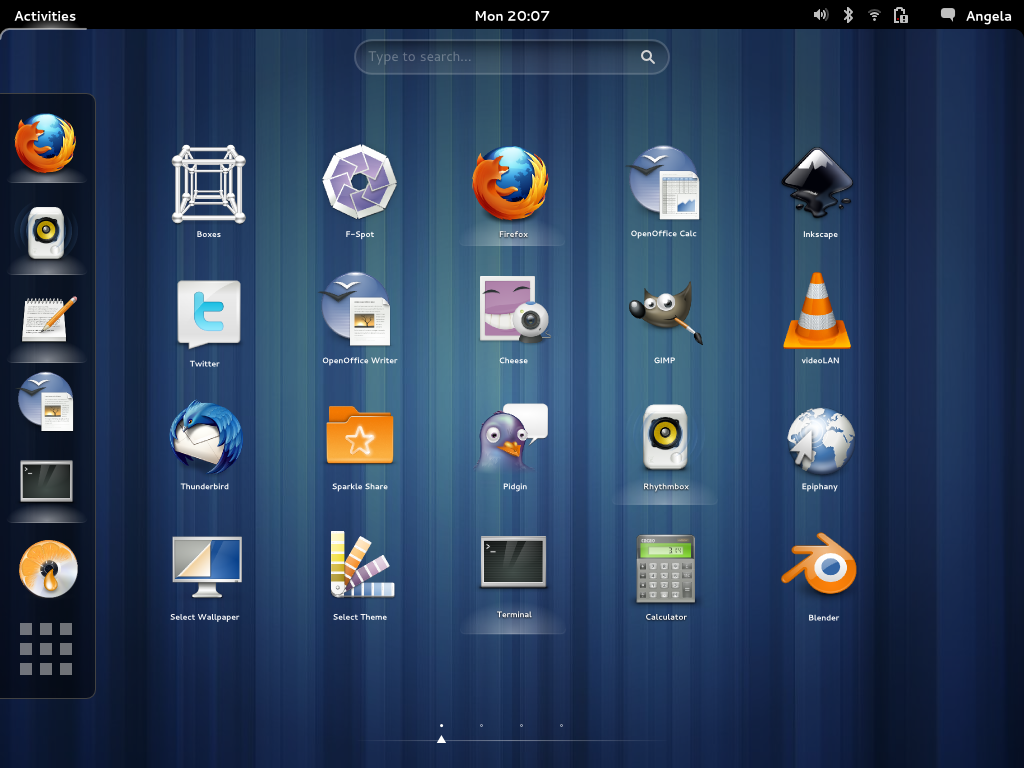 Activities
Mon 20:07
Angela
Type to search...
Boxes
F-Spot
Firefox
OpenOffice Calc
Inkscape
Twitter
OpenOffice Writer
Cheese
GIMP
videoLAN
Thunderbird
Sparkle Share
Pidgin
Rhythmbox
Epiphany
Select Wallpaper
Select Theme
Terminal
Calculator
Blender